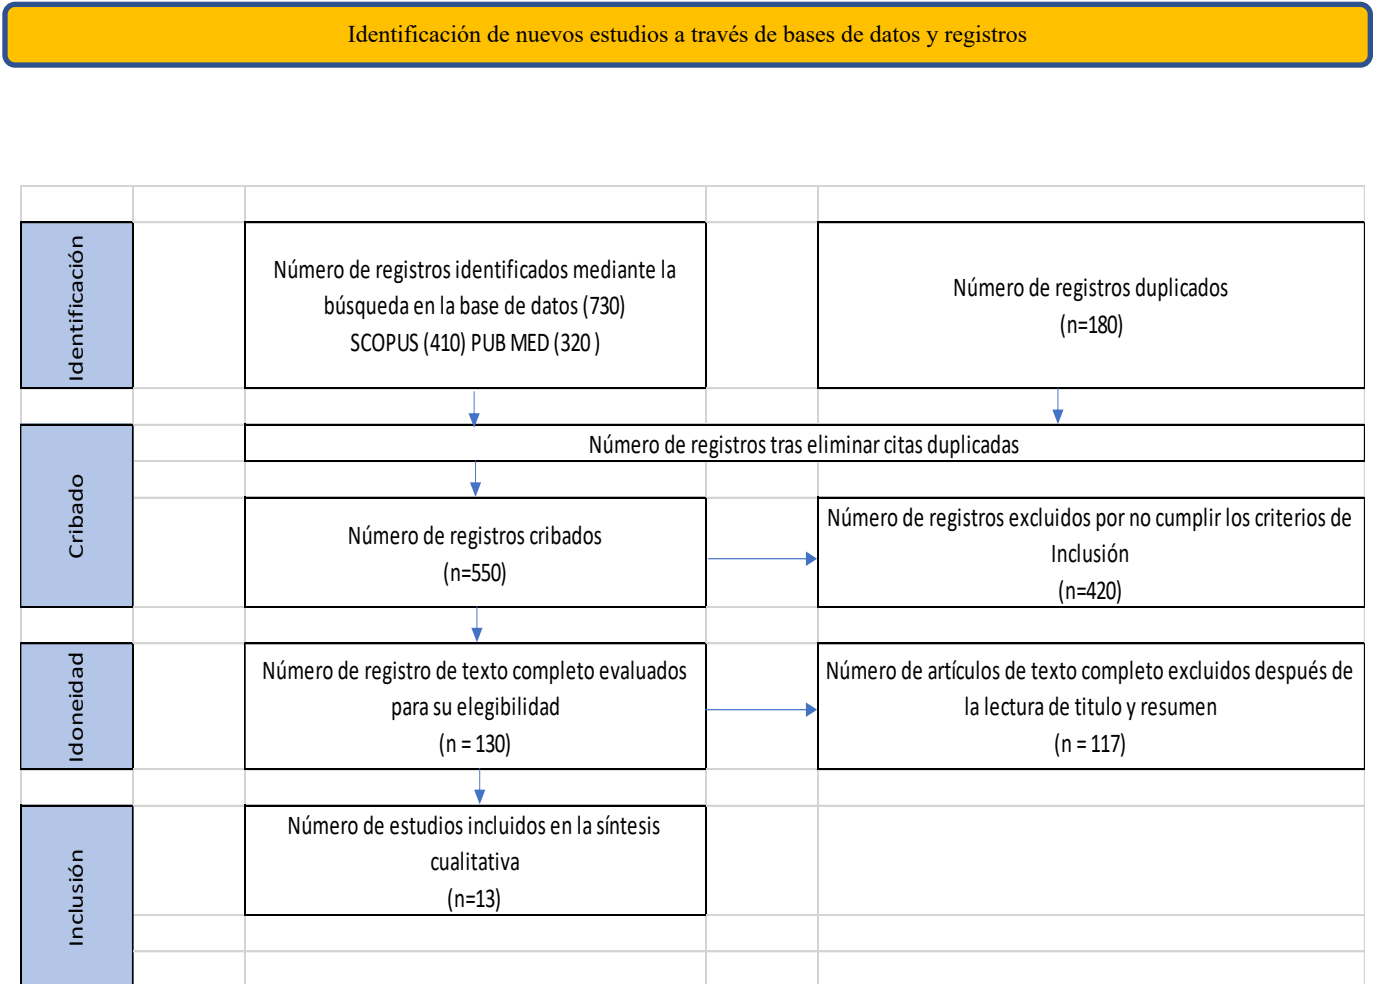 Identificación de nuevos estudios a través de bases de datos y registros
Identificación
Número de registros identificados mediante la
búsqueda en la base de datos (730)
SCOPUS (410) PUB MED (320 )
Número de registros duplicados
(n=180)
Cribado
Número de registros tras eliminar citas duplicadas
Número de registros cribados
(n=550)
Número de registros excluidos por no cumplir los criterios de
Inclusión
(n=420)
Idoneidad
Número de registro de texto completo evaluados
para su elegibilidad
(n = 130)
Número de artículos de texto completo excluidos después de
la lectura de titulo y resumen
(n = 117)
Inclusión
Número de estudios incluidos en la síntesis
cualitativa
(n=13)